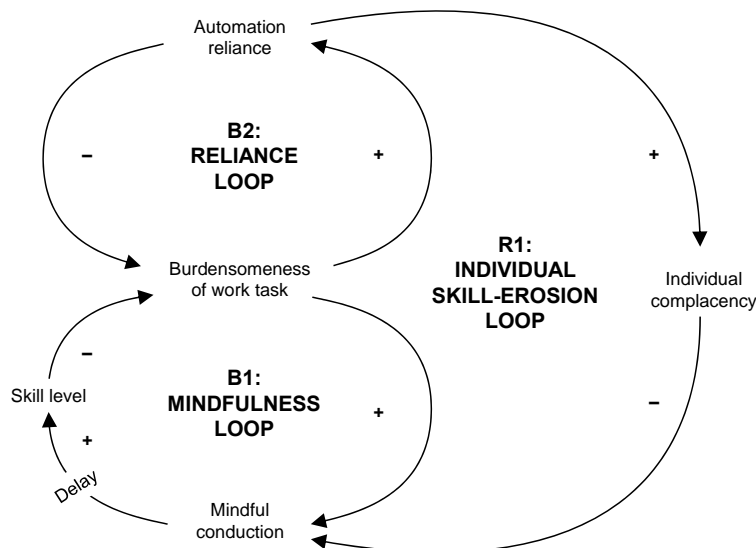 Automation
reliance
B2:
RELIANCE
LOOP
–
+
+
R1:
INDIVIDUAL
SKILL-EROSION
LOOP
Burdensomeness
of work task
Individual
complacency
–
B1:
MINDFULNESS
LOOP
Skill level
+
–
+
Delay
Mindful
conduction